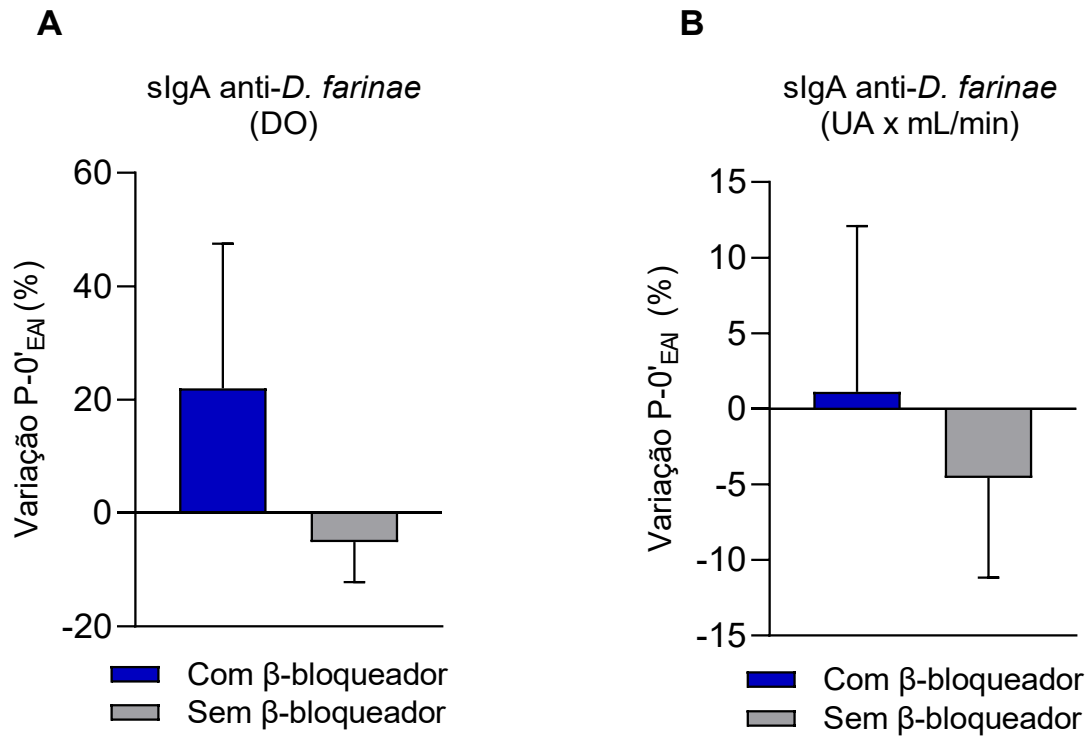 A
sIgA anti-D. farinae
(DO)
Variação P-0'EAI (%)
60
40
20
0
-20
Com β-bloqueador
Sem β-bloqueador
B
sIgA anti-D. farinae
(UA x mL/min)
Variação P-0'EAI (%)
15
10
5
0
-5
-10
-15
Com β-bloqueador
Sem β-bloqueador